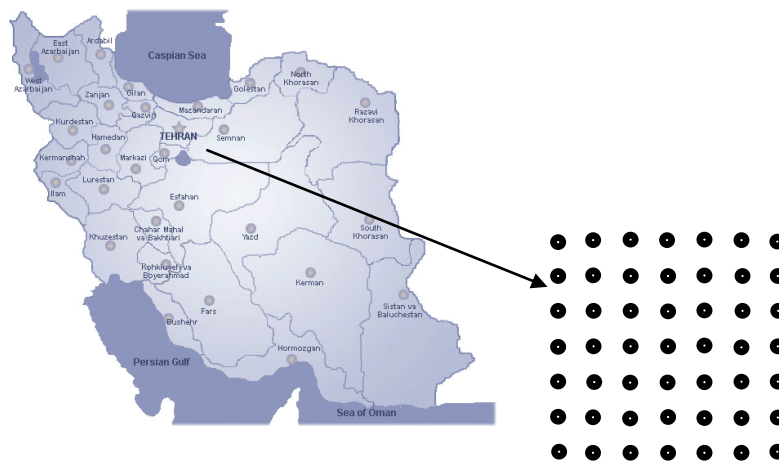 Caspian Sea
East
Azarbaijan
Ardabil
West
Azarbaijan
Zanjan
Gilan
Qazvin
Mazandaran
Golestan
North
Khorasan
Razavi
Khorasan
Kurdestan
Hamedan
TEHRAN
Semnan
Kermanshah
Markazi
Qom
Ilam
Lurestan
Esfahan
Khuzestan
Chahar Mahal
va Bakhtiari
Yazd
South
Khorasan
Kohkiluyeh va
Boyerahmad
Kerman
Fars
Sistan va
Baluchestan
Bushehr
Hormozgan
Persian Gulf
Sea of Oman